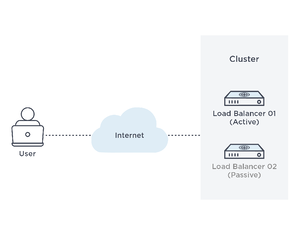 Cluster
Load Balancer 01
(Active)
Internet
User
Load Balancer 02
(Passive)